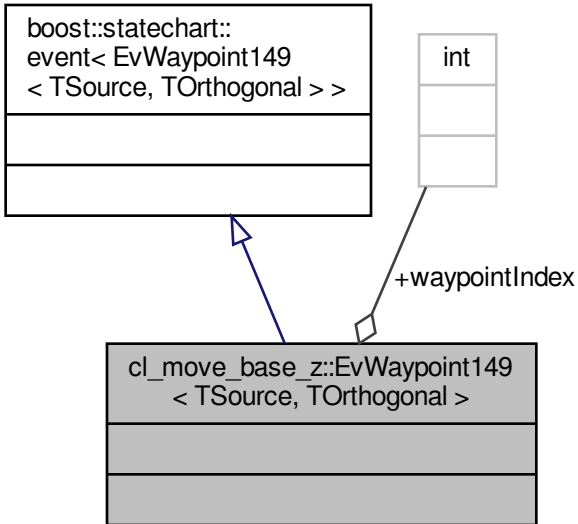 boost::statechart::
event< EvWaypoint149
< TSource, TOrthogonal > >
int
+waypointIndex
cl_move_base_z::EvWaypoint149
< TSource, TOrthogonal >